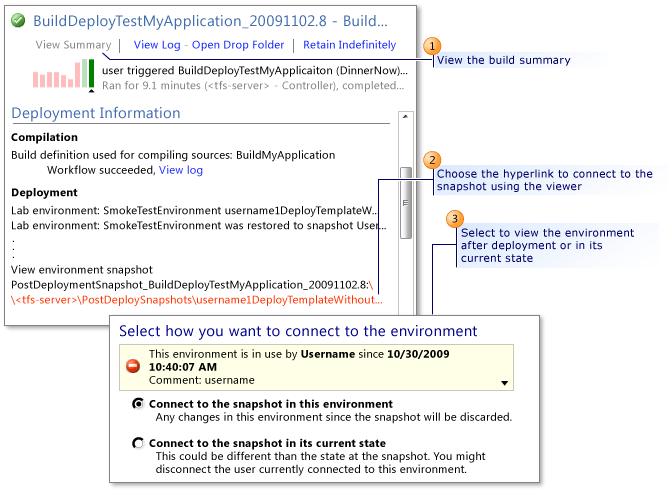 BuildDeployTestMyApplication_20091102.8 - Build...
View Summary | View Log - Open Drop Folder | Retain Indefinitely
user triggered BuildDeployTestMyApplicaiton (DinnerNow)...
Ran for 9.1 minutes (<tfs-server> - Controller), completed...
Deployment Information
Compilation
Build definition used for compiling sources: BuildMyApplication
Workflow succeeded, View log
Deployment
Lab environment: SmokeTestEnvironment username1DeployTemplateW...
Lab environment: SmokeTestEnvironment was restored to snapshot User...
.
.
.
View environment snapshot
PostDeploymentSnapshot_BuildDeployTestMyApplication_20091102.8:\
\<tfs-server>\PostDeploySnapshots\username1DeployTemplateWithout...
1
View the build summary
2
Choose the hyperlink to connect to the
snapshot using the viewer
3
Select to view the environment
after deployment or in its
current state
Select how you want to connect to the environment
This environment is in use by Username since 10/30/2009
10:40:07 AM
Comment: username
Connect to the snapshot in this environment
Any changes in this environment since the snapshot will be discarded.
Connect to the snapshot in its current state
This could be different than the state at the snapshot. You might
disconnect the user currently connected to this environment.